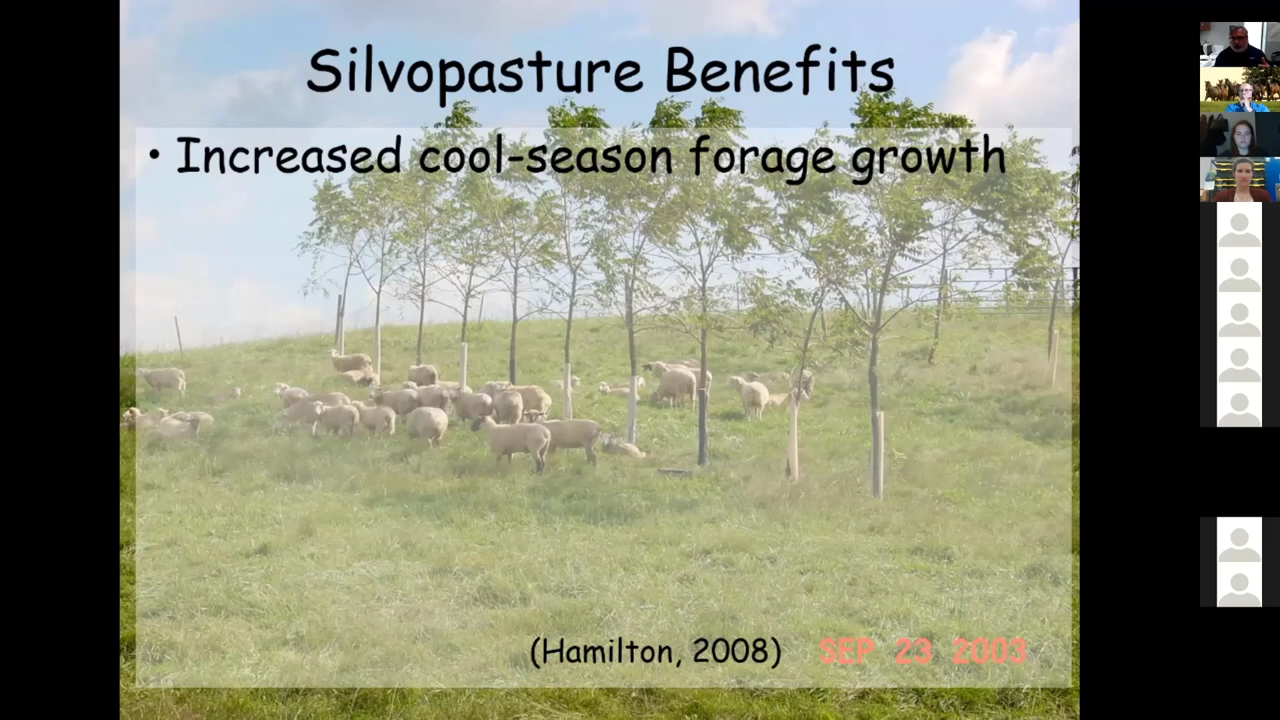 Silvopasture Benefits
• Increased cool-season forage growth
(Hamilton, 2008)
SEP 23 2003